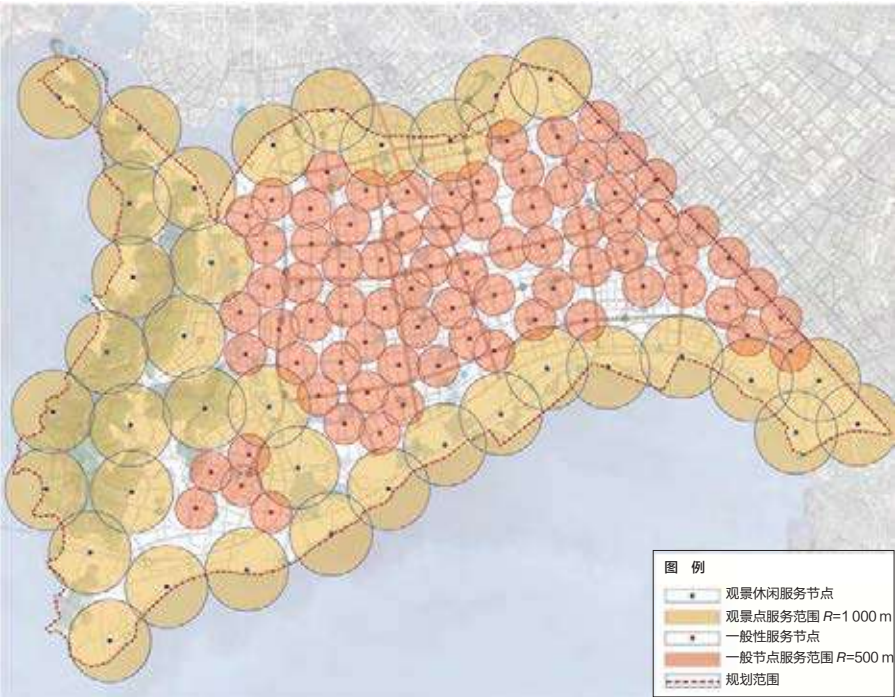 图 例
观景休闲服务节点
观景点服务范围 R=1 000 m
一般性服务节点
一般节点服务范围 R=500 m
规划范围